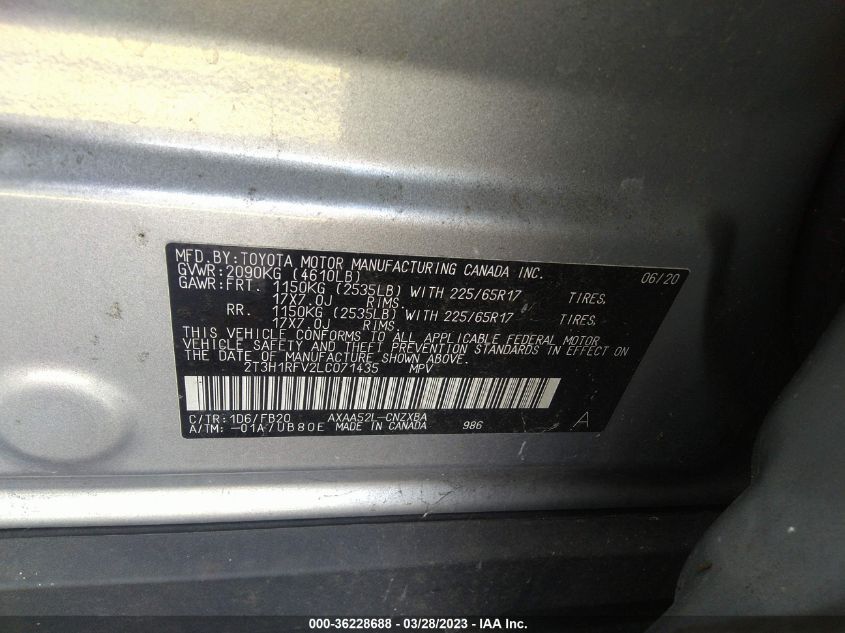 MFD.BY:TOYOTA MOTOR MANUFACTURING CANADA INC. 06/20
GVWR:2090KG (4610LB)
GAWR:FRT. 1150KG (2535LB) WITH 225/65R17 TIRES,
17X7.0J RIMS.
RR. 1150KG (2535LB) WITH 225/65R17 TIRES,
17X7.0J RIMS.
THIS VEHICLE CONFORMS TO ALL APPLICABLE FEDERAL MOTOR
VEHICLE SAFETY AND THEFT PREVENTION STANDARDS IN EFFECT ON
THE DATE OF MANUFACTURE SHOWN ABOVE.
2T3H1RFV2LC071435 MPV
C/TR:1D6/FB20 AXAA52L-CNZXBA A
A/TM:-01A/UB80E MADE IN CANADA 986
000-36228688 - 03/28/2023 - IAA Inc.